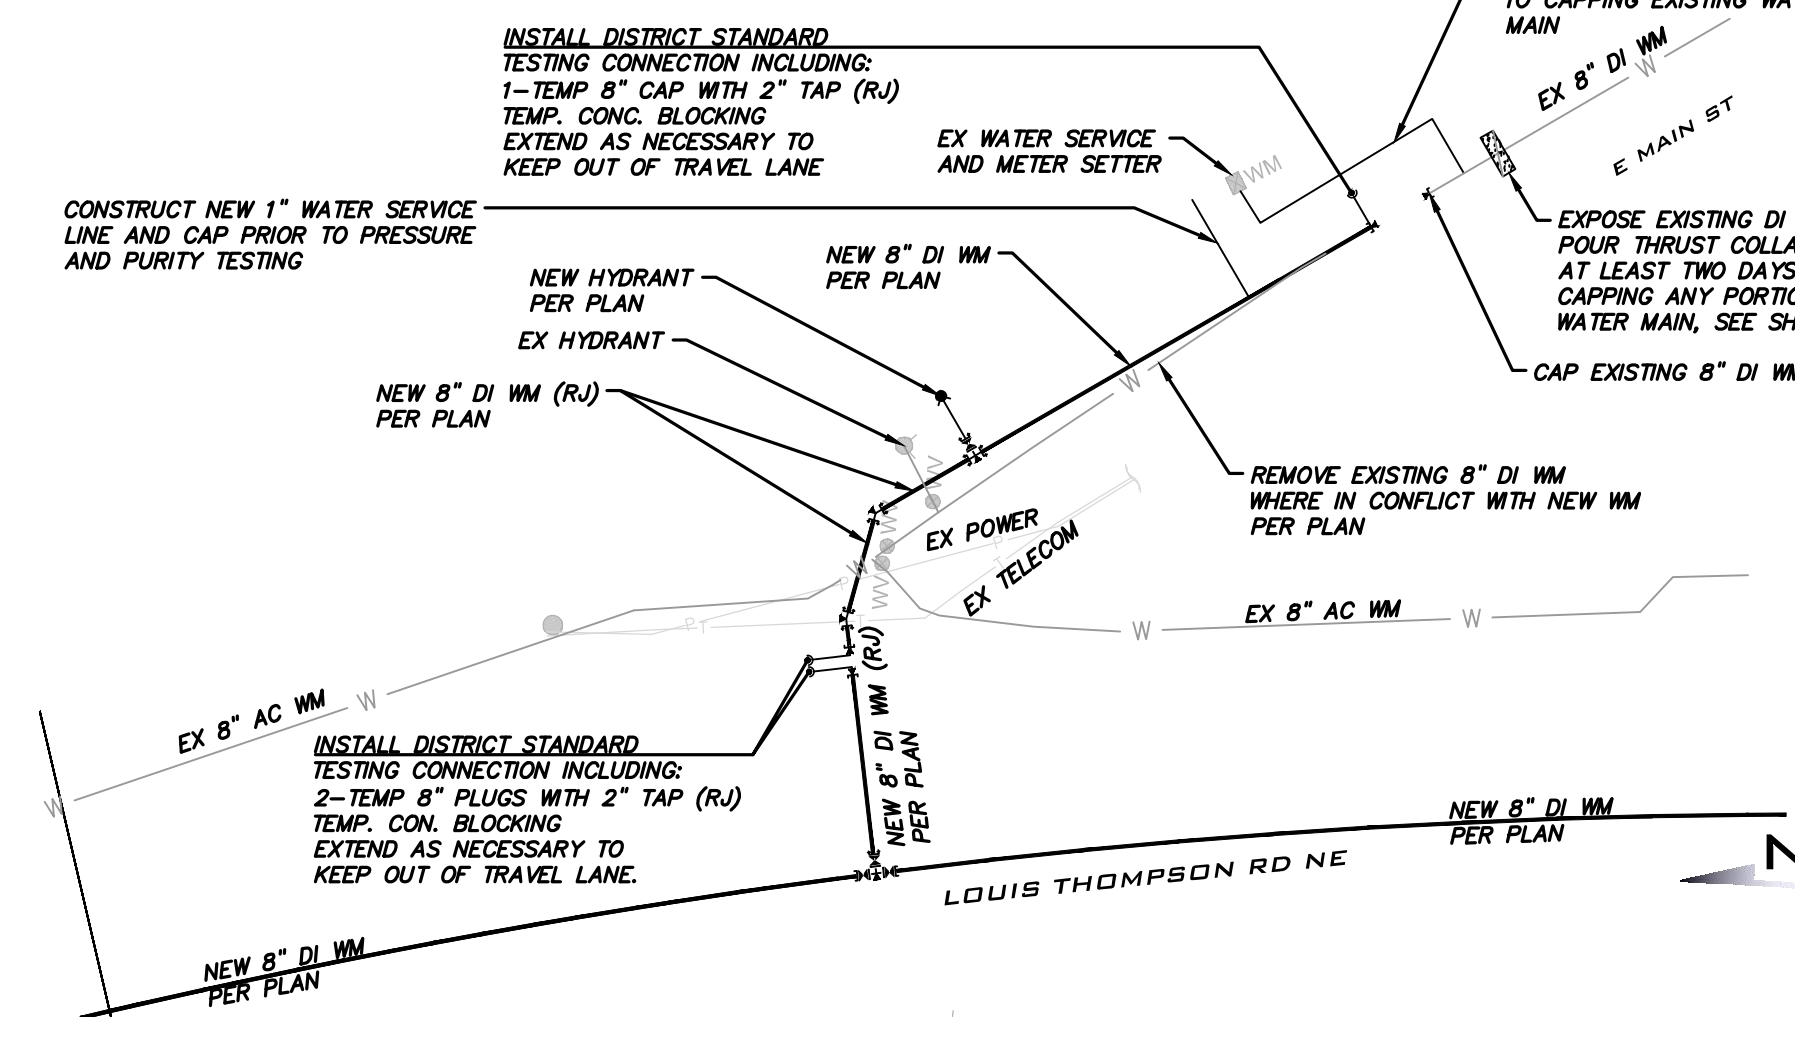 TO CAPPING EXISTING WA
MAIN
INSTALL DISTRICT STANDARD
TESTING CONNECTION INCLUDING:
1-TEMP 8" CAP WITH 2" TAP (RJ)
TEMP. CONC. BLOCKING
EXTEND AS NECESSARY TO
KEEP OUT OF TRAVEL LANE
EX WATER SERVICE
AND METER SETTER
WM
EX 8" DI WM
W
E MAIN ST
CONSTRUCT NEW 1" WATER SERVICE
LINE AND CAP PRIOR TO PRESSURE
AND PURITY TESTING
NEW 8" DI WM
PER PLAN
EXPOSE EXISTING DI
POUR THRUST COLLA
AT LEAST TWO DAYS
CAPPING ANY PORTIO
WATER MAIN, SEE SH
NEW HYDRANT
PER PLAN
EX HYDRANT
CAP EXISTING 8" DI WM
NEW 8" DI WM (RJ)
PER PLAN
W
REMOVE EXISTING 8" DI WM
WHERE IN CONFLICT WITH NEW WM
PER PLAN
WV
WV
W
WV
EX POWER
P
T
EX TELECOM
P
P
T
T
EX 8" AC WM
W
W
EX 8" AC WM
W
W
NEW 8" DI WM (RJ)
PER PLAN
INSTALL DISTRICT STANDARD
TESTING CONNECTION INCLUDING:
2-TEMP 8" PLUGS WITH 2" TAP (RJ)
TEMP. CON. BLOCKING
EXTEND AS NECESSARY TO
KEEP OUT OF TRAVEL LANE.
NEW 8" DI WM
PER PLAN
N
LOUIS THOMPSON RD NE
NEW 8" DI WM
PER PLAN